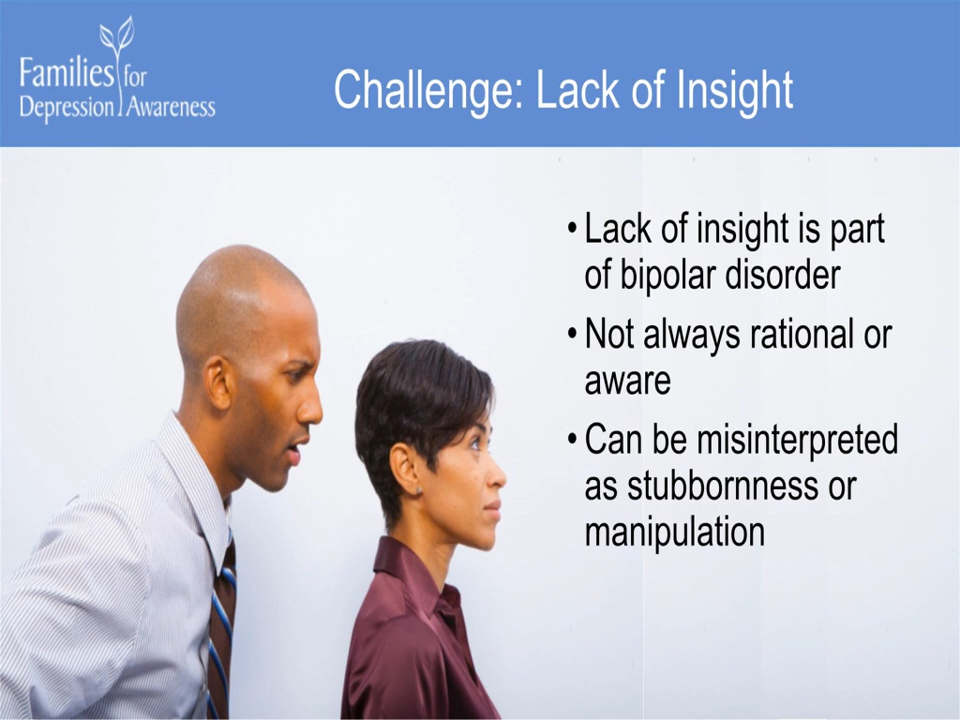 Families for
Depression Awareness
Challenge: Lack of Insight
• Lack of insight is part
of bipolar disorder
• Not always rational or
aware
• Can be misinterpreted
as stubbornness or
manipulation